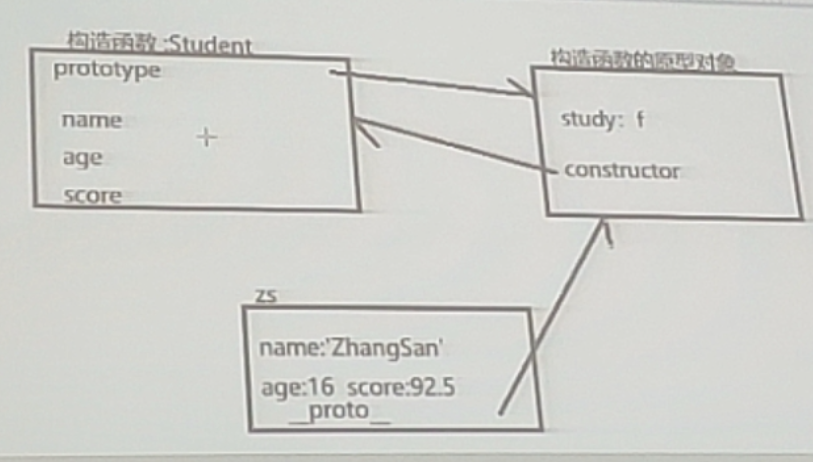 构造函数 :Student
prototype
name
age
score
构造函数的原型对象
study: f
constructor
zs
name:'ZhangSan'
age:16 score:92.5
__proto__